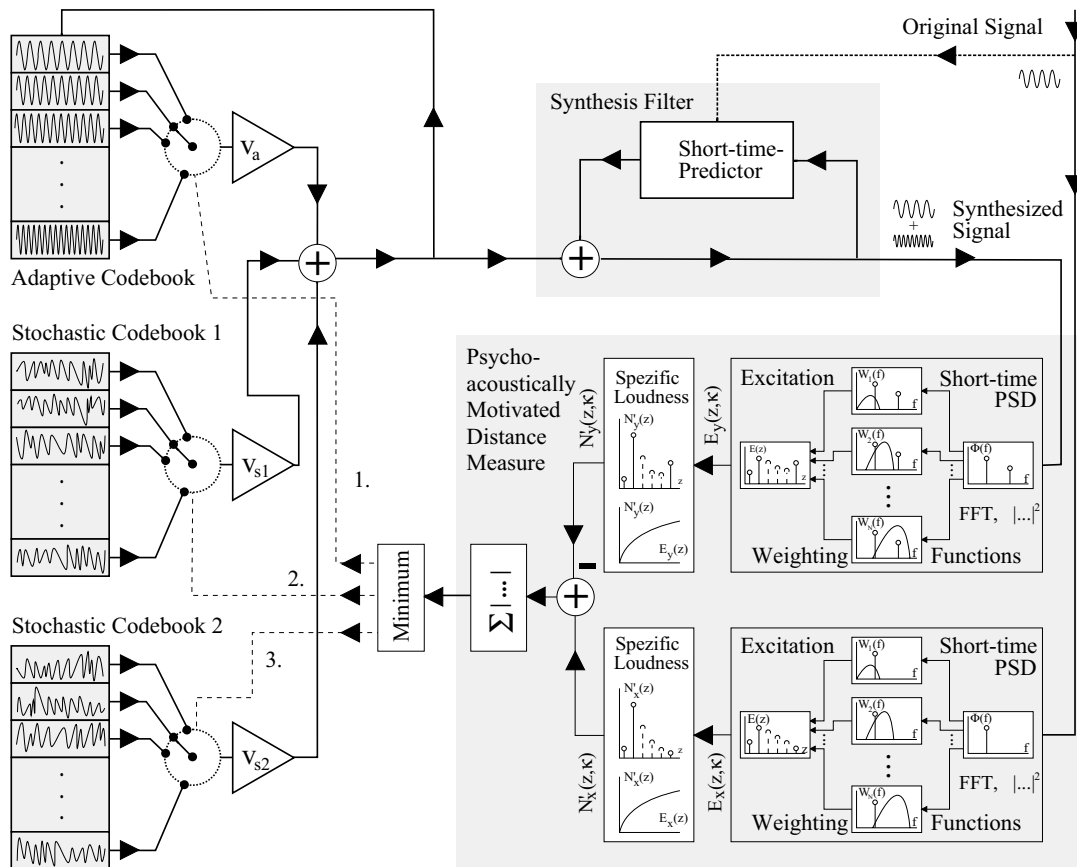 Original Signal
Synthesis Filter
Short-time-
Predictor
V_a
+
+
Synthesized
Signal
+
Adaptive Codebook
Stochastic Codebook 1
V_s1
1.
2.
Stochastic Codebook 2
3.
V_s2
Minimum
Σ|...|
+
Psycho-
acoustically
Motivated
Distance
Measure
N'_y(z,κ)
Spezific
Loudness
N'_y(z)
z
N'_y
E_y(z)
E_y(z,κ)
Excitation
Short-time
PSD
W_1(f)
f
W_2(f)
f
W_N(f)
f
E(z)
z
Φ(f)
f
FFT, |...|²
Weighting
Functions
N'_x(z,κ)
Spezific
Loudness
N'_x(z)
z
N'_x(z)
E_x(z)
E_x(z,κ)
Excitation
Short-time
PSD
W_1(f)
f
W_2(f)
f
W_N(f)
f
E(z)
z
Φ(f)
f
FFT, |...|²
Weighting
Functions